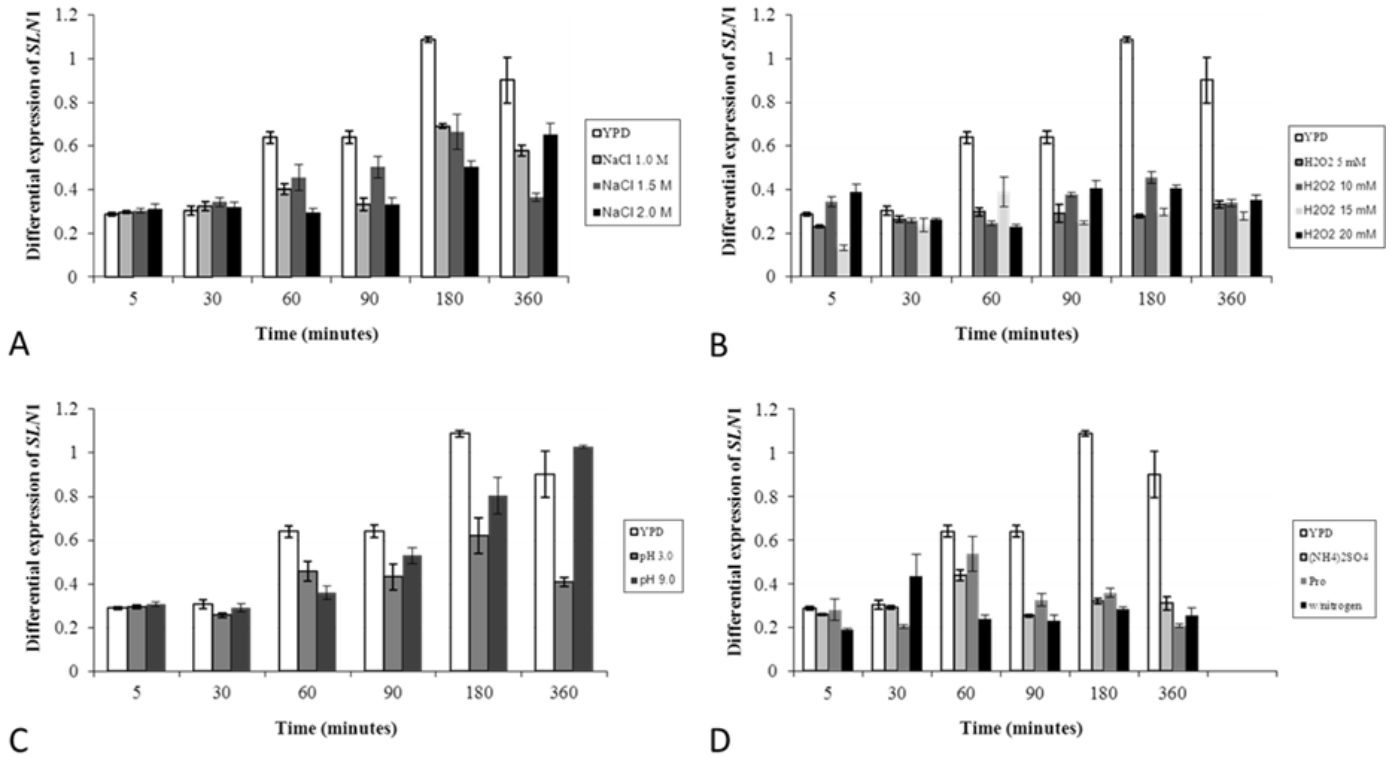 Differential expression of SLN1
1.2
1
0.8
0.6
0.4
0.2
0
5 30 60 90 180 360
Time (minutes)
YPD
NaCl 1.0 M
NaCl 1.5 M
NaCl 2.0 M
A
Differential expression of SLN1
1.2
1
0.8
0.6
0.4
0.2
0
5 30 60 90 180 360
Time (minutes)
YPD
H2O2 5 mM
H2O2 10 mM
H2O2 15 mM
H2O2 20 mM
B
Differential expression of SLN1
1.2
1
0.8
0.6
0.4
0.2
0
5 30 60 90 180 360
Time (minutes)
YPD
pH 3.0
pH 9.0
C
Differential expression of SLN1
1.2
1
0.8
0.6
0.4
0.2
0
5 30 60 90 180 360
Time (minutes)
YPD
(NH4)2SO4
Pro
w/nitrogen
D